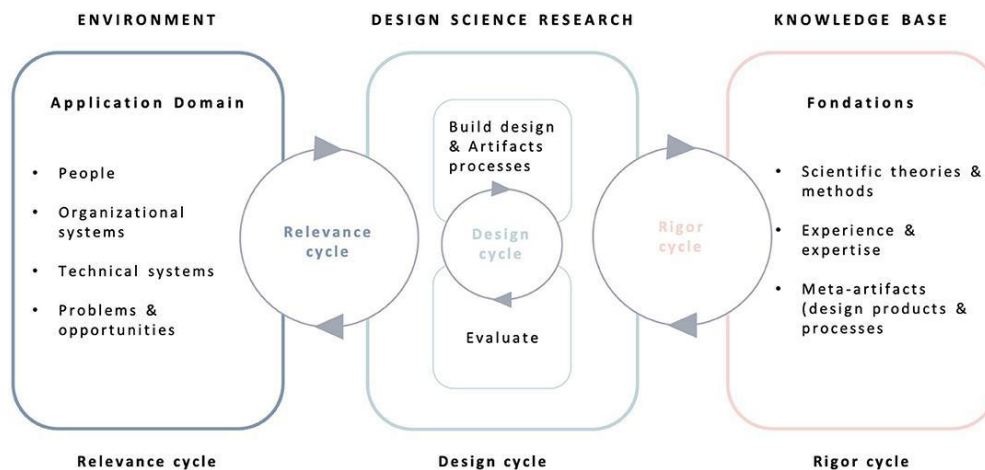 ENVIRONMENT
DESIGN SCIENCE RESEARCH
KNOWLEDGE BASE
Application Domain
• People
• Organizational
systems
• Technical systems
• Problems &
opportunities
Relevance
cycle
Build design
& Artifacts
processes
Design
cycle
Evaluate
Rigor
cycle
Fondations
• Scientific theories &
methods
• Experience &
expertise
• Meta-artifacts
(design products &
processes
Relevance cycle
Design cycle
Rigor cycle